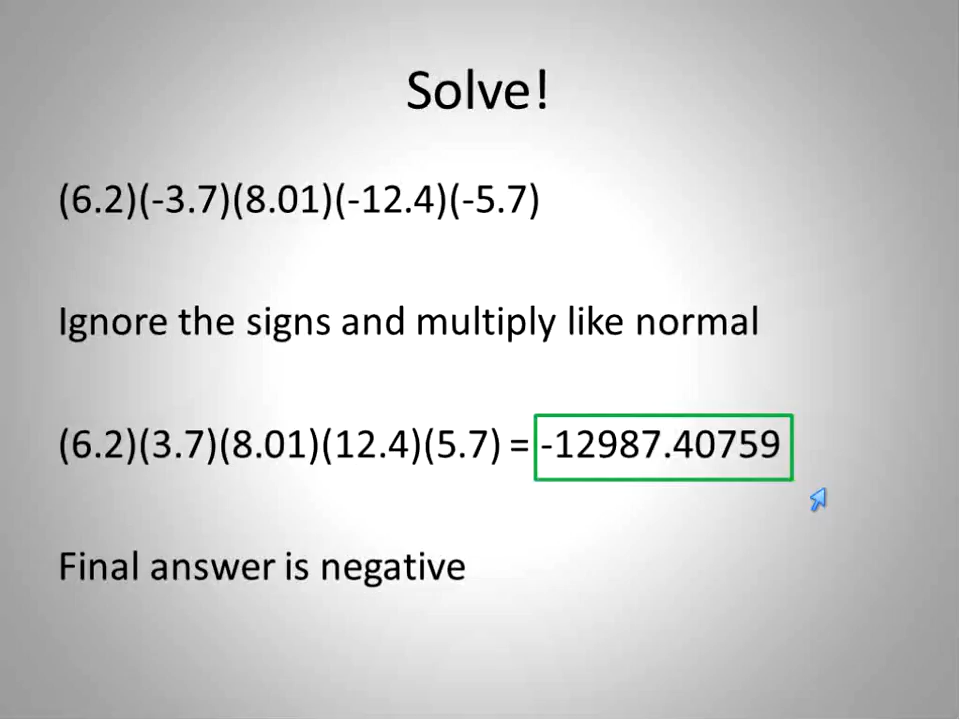 Solve!
(6.2)(-3.7)(8.01)(-12.4)(-5.7)
Ignore the signs and multiply like normal
(6.2)(3.7)(8.01)(12.4)(5.7) = -12987.40759
Final answer is negative